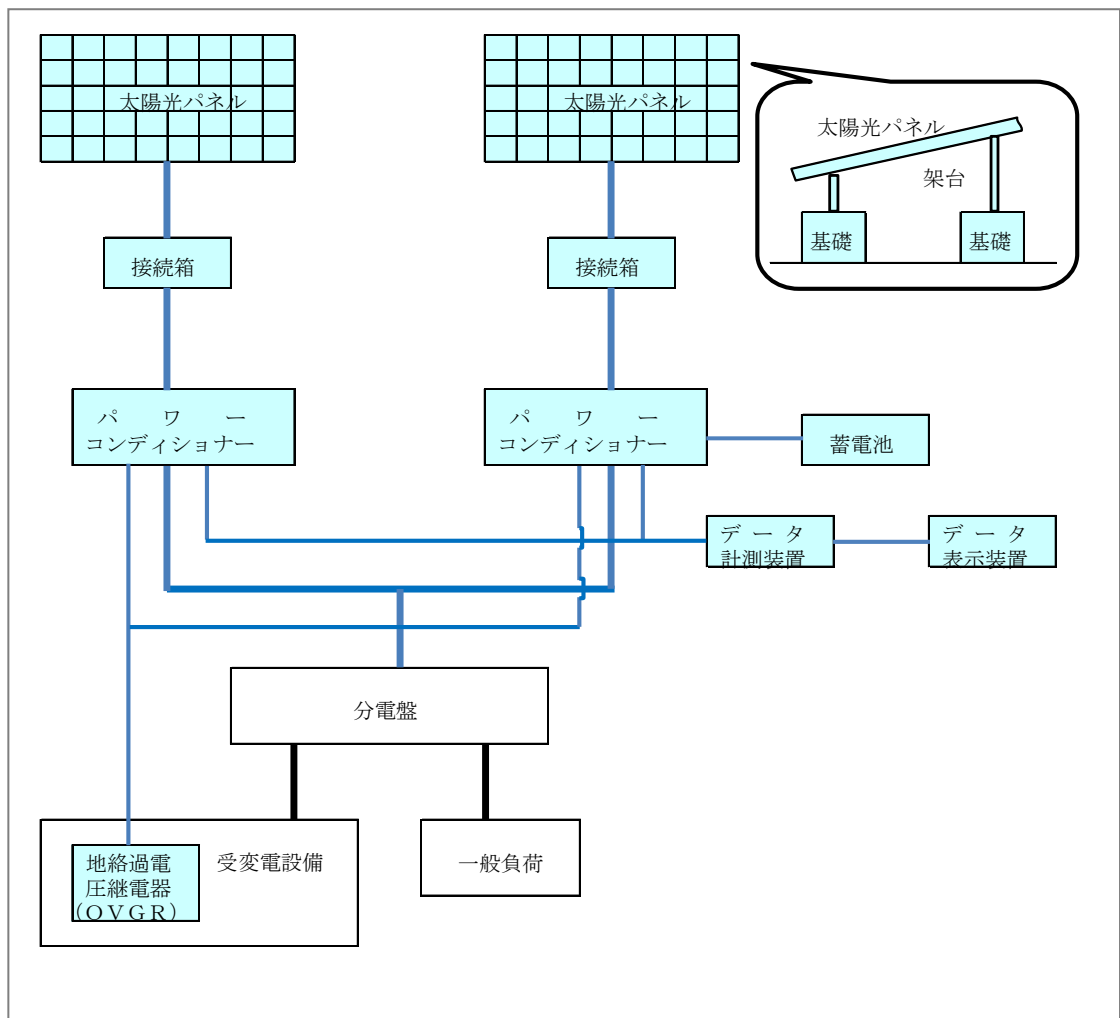 太陽光パネル
太陽光パネル
太陽光パネル
架台
基礎
基礎
接続箱
接続箱
パワー
コンディショナー
パワー
コンディショナー
蓄電池
データ
計測装置
データ
表示装置
分電盤
地絡過電
圧継電器
（ＯＶＧＲ）
受変電設備
一般負荷